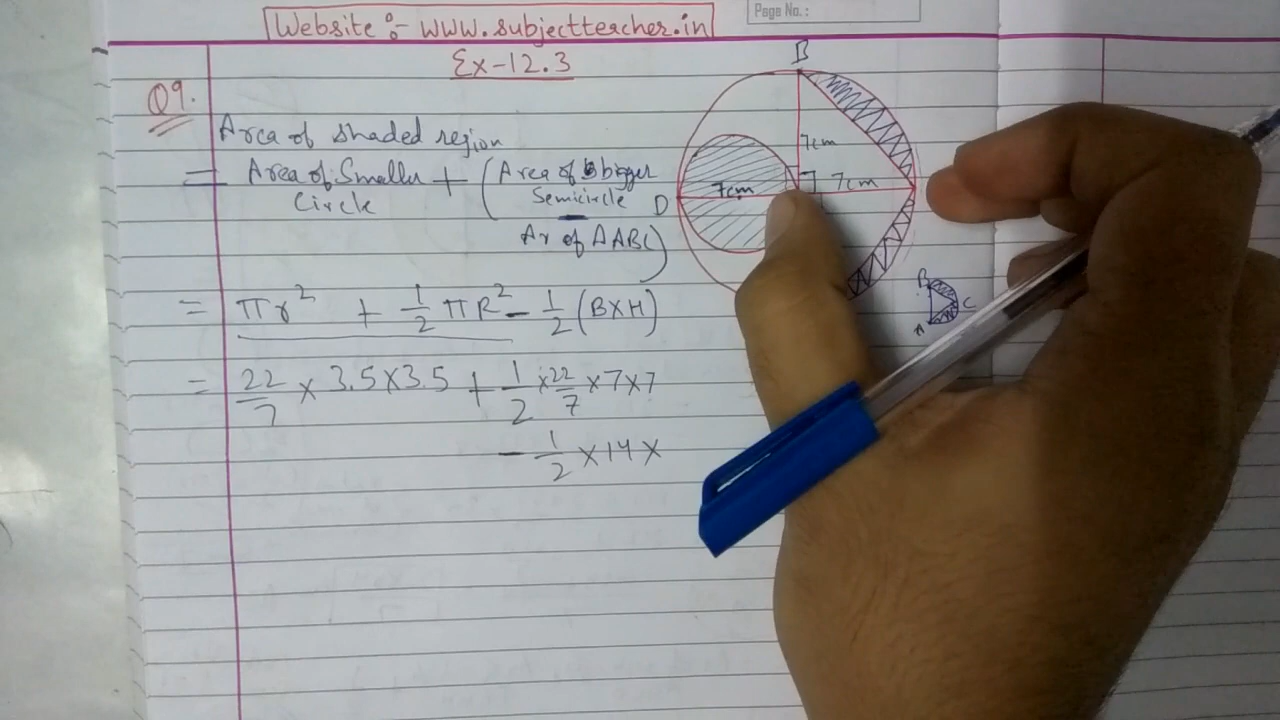 Page No. :
Website :- www.subjectteacher.in
Ex-12.3
Q9.
Area of shaded region
= Area of Smaller Circle + (Area of bigger Semicircle - Ar of ΔABC)
= πr² + 1/2 πR² - 1/2 (B×H)
= 22/7 × 3.5×3.5 + 1/2 × 22/7 × 7×7
- 1/2 × 14 ×
B
7cm
7cm
7cm
D
B
C
A